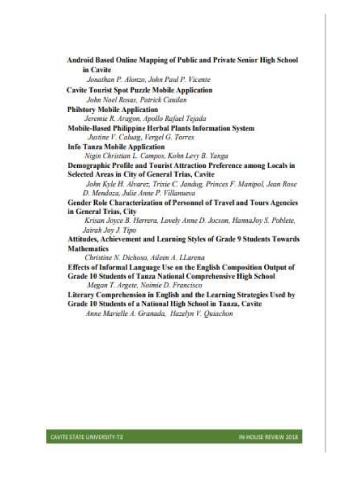 Android Based Online Mapping of Public and Private Senior High School
in Cavite
Jonathan P. Alonzo, John Paul P. Vicente
Cavite Tourist Spot Puzzle Mobile Application
John Noel Rosas, Patrick Casilan
Philstory Mobile Application
Jeremie R. Aragon, Apollo Rafael Tejada
Mobile-Based Philippine Herbal Plants Information System
Justine V. Caluag, Vergel G. Torres
Info Tanza Mobile Application
Nigin Christian L. Campos, Kohn Levy B. Yanga
Demographic Profile and Tourist Attraction Preference among Locals in
Selected Areas in City of General Trias, Cavite
John Kyle H. Alvarez, Trixie C. Jandug, Princes F. Manipol, Jean Rose
D. Mendoza, Julie Anne P. Villanueva
Gender Role Characterization of Personnel of Travel and Tours Agencies
in General Trias, City
Krisan Joyce B. Herrera, Lovely Anne D. Jocson, HannaJoy S. Poblete,
Jairah Joy J. Tipo
Attitudes, Achievement and Learning Styles of Grade 9 Students Towards
Mathematics
Christine N. Dichoso, Aileen A. LLarena
Effects of Informal Language Use on the English Composition Output of
Grade 10 Students of Tanza National Comprehensive High School
Megan T. Argete, Noimie D. Francisco
Literary Comprehension in English and the Learning Strategies Used by
Grade 10 Students of a National High School in Tanza, Cavite
Anne Marielle A. Granada, Hazelyn V. Quiachon
CAVITE STATE UNIVERSITY-T2 IN-HOUSE REVIEW 2018